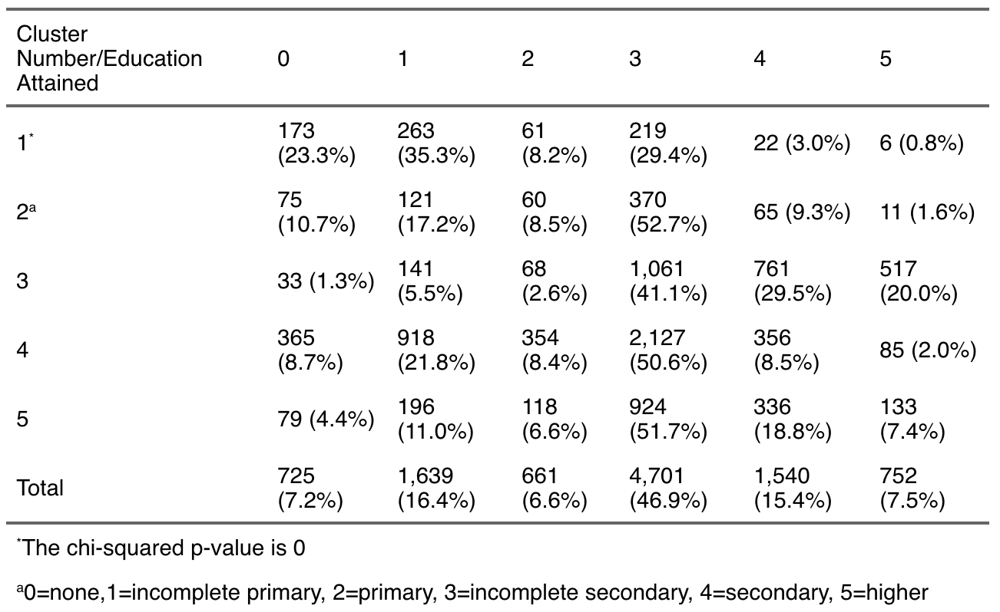 Cluster
Number/Education
Attained
0 1 2 3 4 5
1* 173 (23.3%) 263 (35.3%) 61 (8.2%) 219 (29.4%) 22 (3.0%) 6 (0.8%)
2a 75 (10.7%) 121 (17.2%) 60 (8.5%) 370 (52.7%) 65 (9.3%) 11 (1.6%)
3 33 (1.3%) 141 (5.5%) 68 (2.6%) 1,061 (41.1%) 761 (29.5%) 517 (20.0%)
4 365 (8.7%) 918 (21.8%) 354 (8.4%) 2,127 (50.6%) 356 (8.5%) 85 (2.0%)
5 79 (4.4%) 196 (11.0%) 118 (6.6%) 924 (51.7%) 336 (18.8%) 133 (7.4%)
Total 725 (7.2%) 1,639 (16.4%) 661 (6.6%) 4,701 (46.9%) 1,540 (15.4%) 752 (7.5%)
*The chi-squared p-value is 0
a0=none,1=incomplete primary, 2=primary, 3=incomplete secondary, 4=secondary, 5=higher